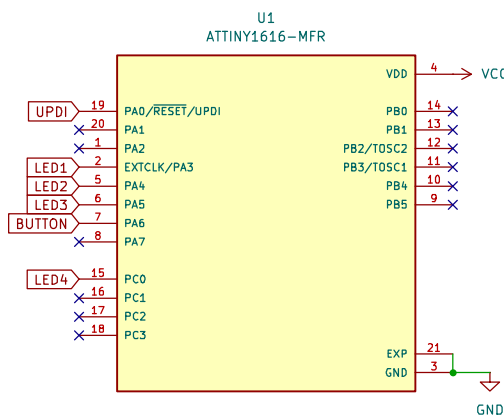 U1
ATTINY1616-MFR
VDD 4 VCC
UPDI 19 PA0/RESET/UPDI
PB0 14
20 PA1
PB1 13
1 PA2
PB2/TOSC2 12
LED1 2 EXTCLK/PA3
PB3/TOSC1 11
LED2 5 PA4
PB4 10
LED3 6 PA5
PB5 9
BUTTON 7 PA6
8 PA7
LED4 15 PC0
16 PC1
17 PC2
18 PC3
EXP 21
GND 3
GND